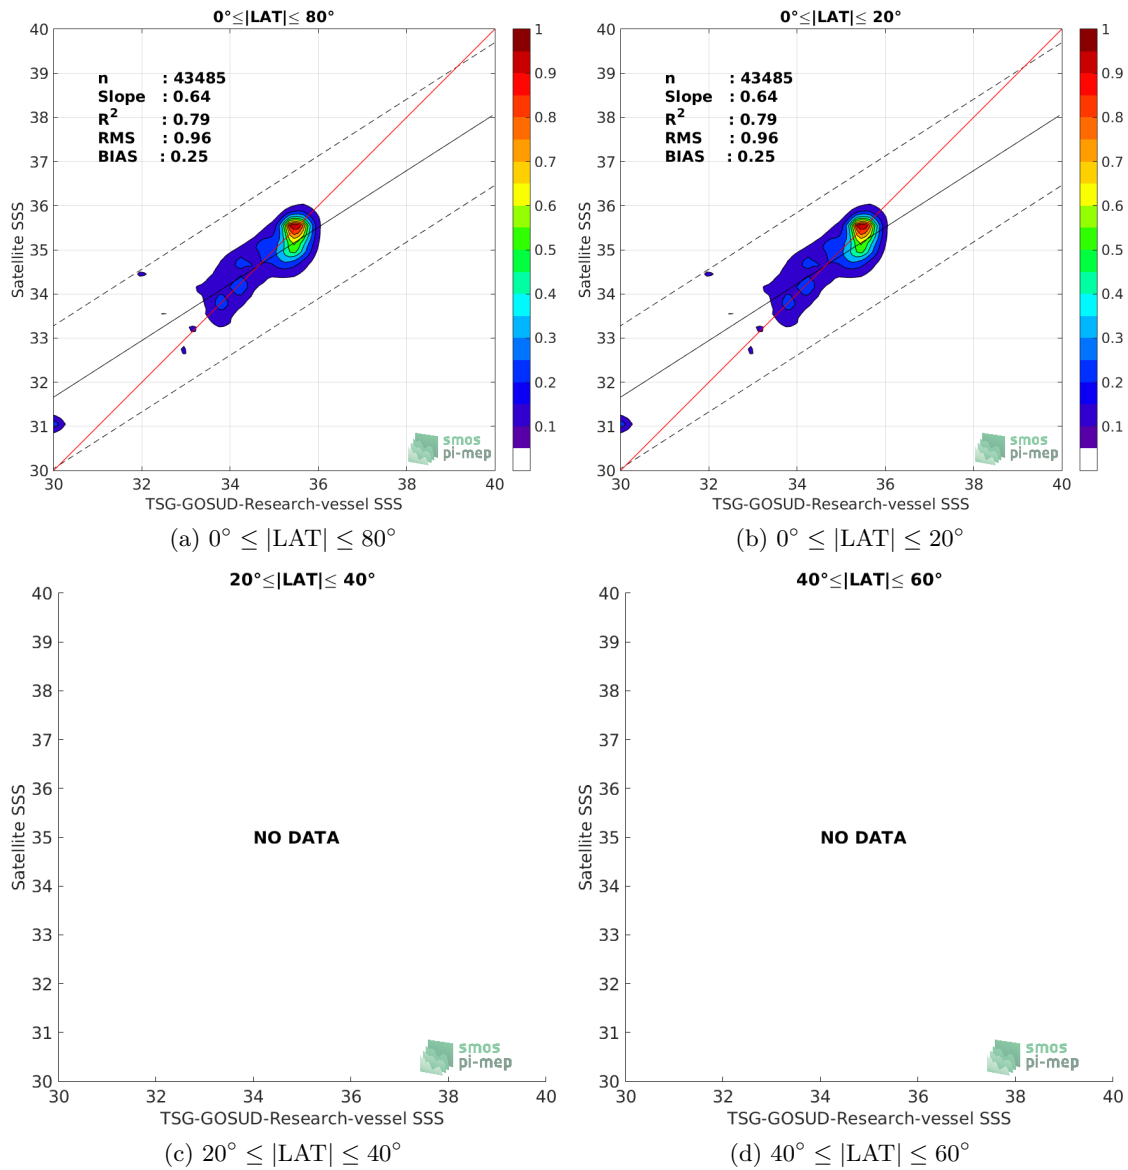 0°≤|LAT|≤ 80°
40
39
38
37
36
35
34
33
32
31
30
Satellite SSS
n : 43485
Slope : 0.64
R2 : 0.79
RMS : 0.96
BIAS : 0.25
1
0.9
0.8
0.7
0.6
0.5
0.4
0.3
0.2
0.1
smos
pi-mep
30 32 34 36 38 40
TSG-GOSUD-Research-vessel SSS
(a) 0° ≤ |LAT| ≤ 80°
0°≤|LAT|≤ 20°
40
39
38
37
36
35
34
33
32
31
30
Satellite SSS
n : 43485
Slope : 0.64
R2 : 0.79
RMS : 0.96
BIAS : 0.25
1
0.9
0.8
0.7
0.6
0.5
0.4
0.3
0.2
0.1
smos
pi-mep
30 32 34 36 38 40
TSG-GOSUD-Research-vessel SSS
(b) 0° ≤ |LAT| ≤ 20°
20°≤|LAT|≤ 40°
40
39
38
37
36
35
34
33
32
31
30
Satellite SSS
NO DATA
smos
pi-mep
30 32 34 36 38 40
TSG-GOSUD-Research-vessel SSS
(c) 20° ≤ |LAT| ≤ 40°
40°≤|LAT|≤ 60°
40
39
38
37
36
35
34
33
32
31
30
Satellite SSS
NO DATA
smos
pi-mep
30 32 34 36 38 40
TSG-GOSUD-Research-vessel SSS
(d) 40° ≤ |LAT| ≤ 60°